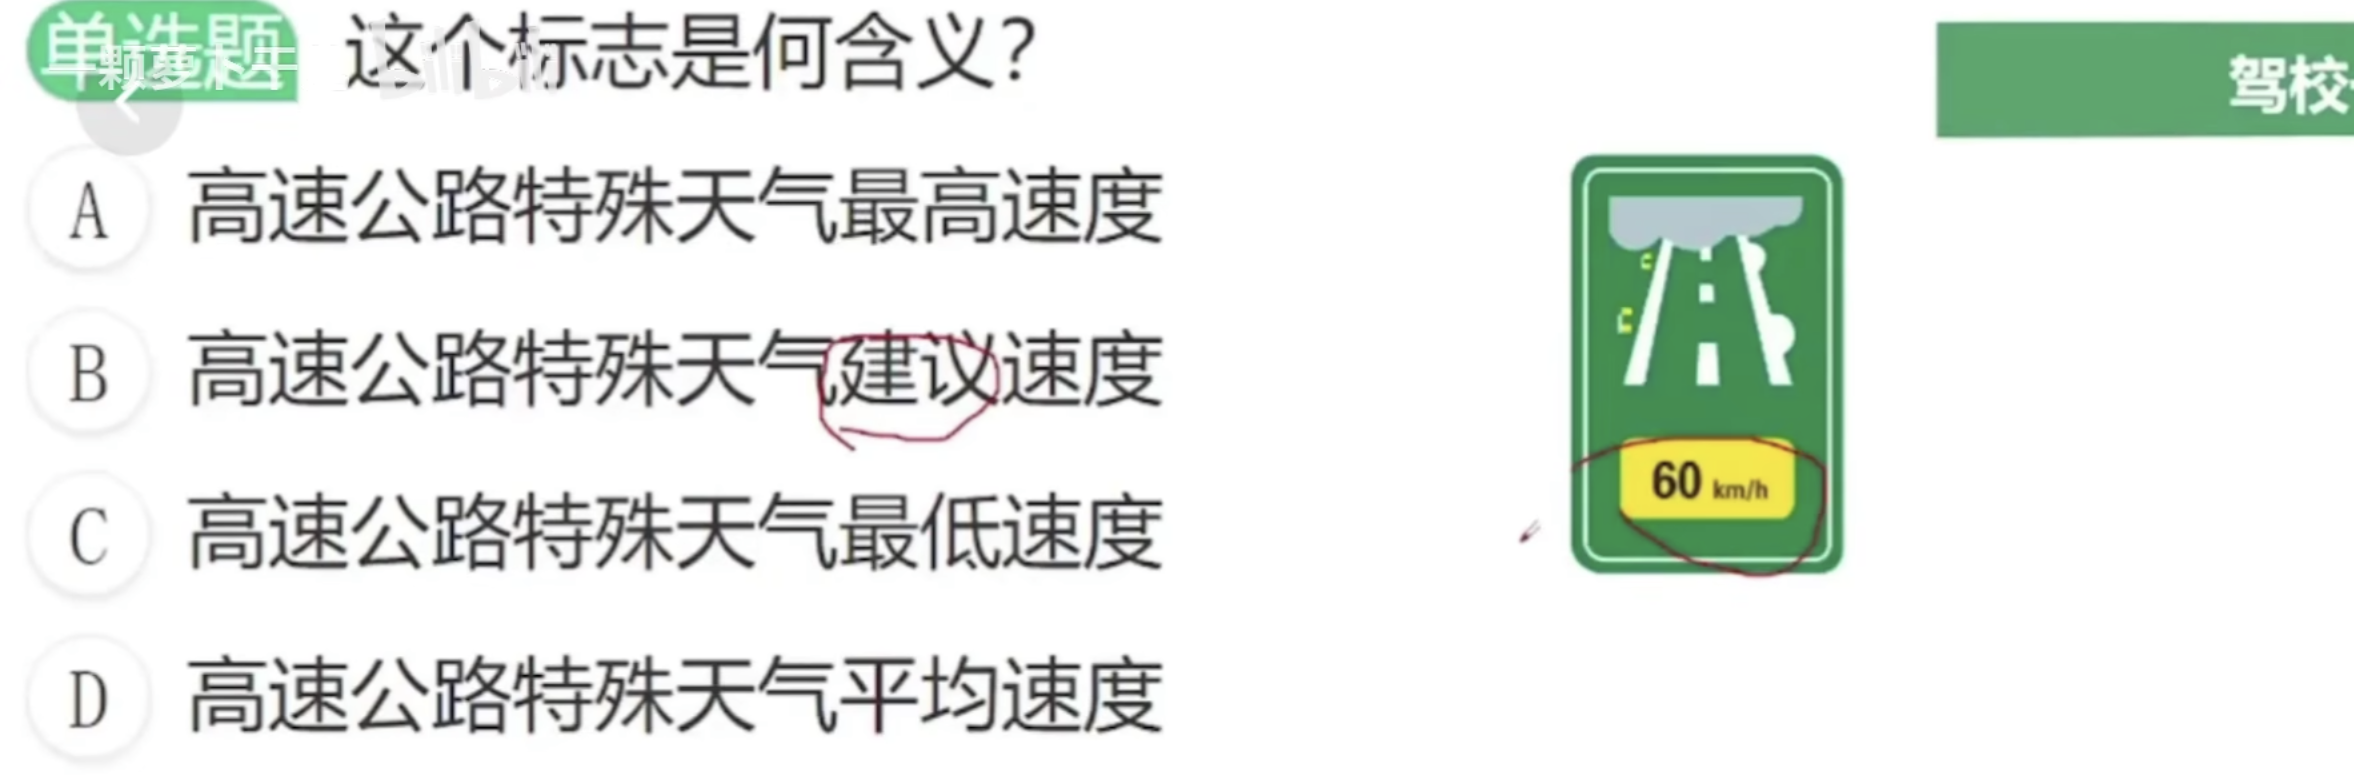 单选题 这个标志是何含义？
驾校
A 高速公路特殊天气最高速度
B 高速公路特殊天气建议速度
C 高速公路特殊天气最低速度
D 高速公路特殊天气平均速度
60 km/h